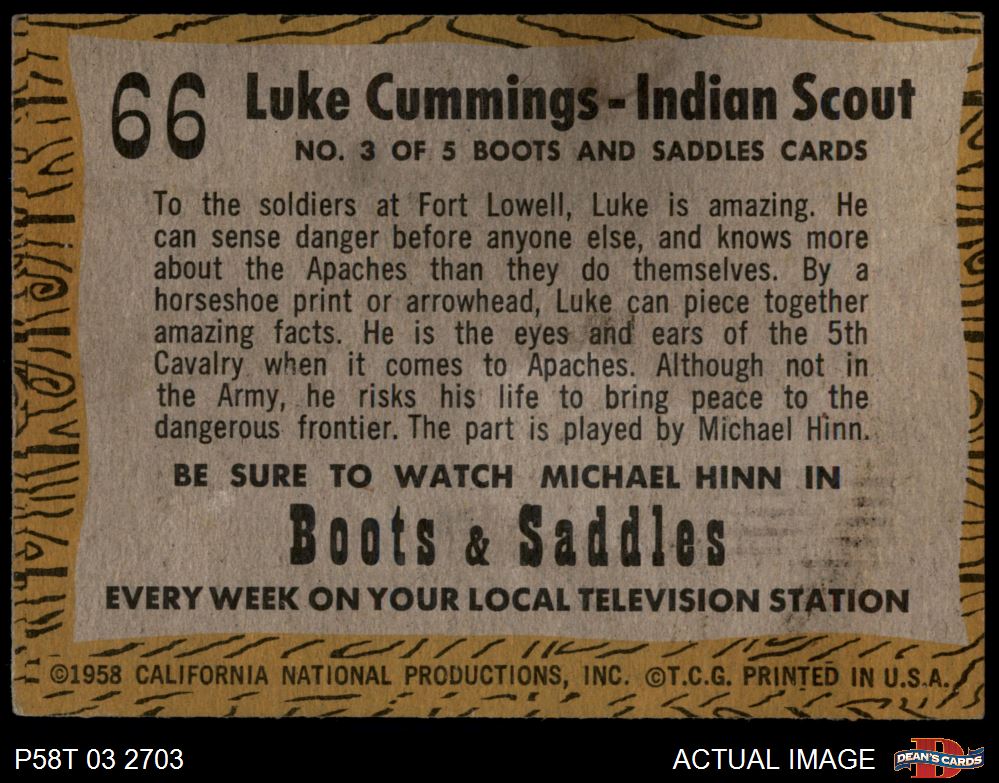 66 Luke Cummings - Indian Scout
NO. 3 OF 5 BOOTS AND SADDLES CARDS
To the soldiers at Fort Lowell, Luke is amazing. He
can sense danger before anyone else, and knows more
about the Apaches than they do themselves. By a
horseshoe print or arrowhead, Luke can piece together
amazing facts. He is the eyes and ears of the 5th
Cavalry when it comes to Apaches. Although not in
the Army, he risks his life to bring peace to the
dangerous frontier. The part is played by Michael Hinn.
BE SURE TO WATCH MICHAEL HINN IN
Boots & Saddles
EVERY WEEK ON YOUR LOCAL TELEVISION STATION
©1958 CALIFORNIA NATIONAL PRODUCTIONS, INC. ©T.C.G. PRINTED IN U.S.A.
P58T 03 2703
ACTUAL IMAGE
D
DEAN'S CARDS